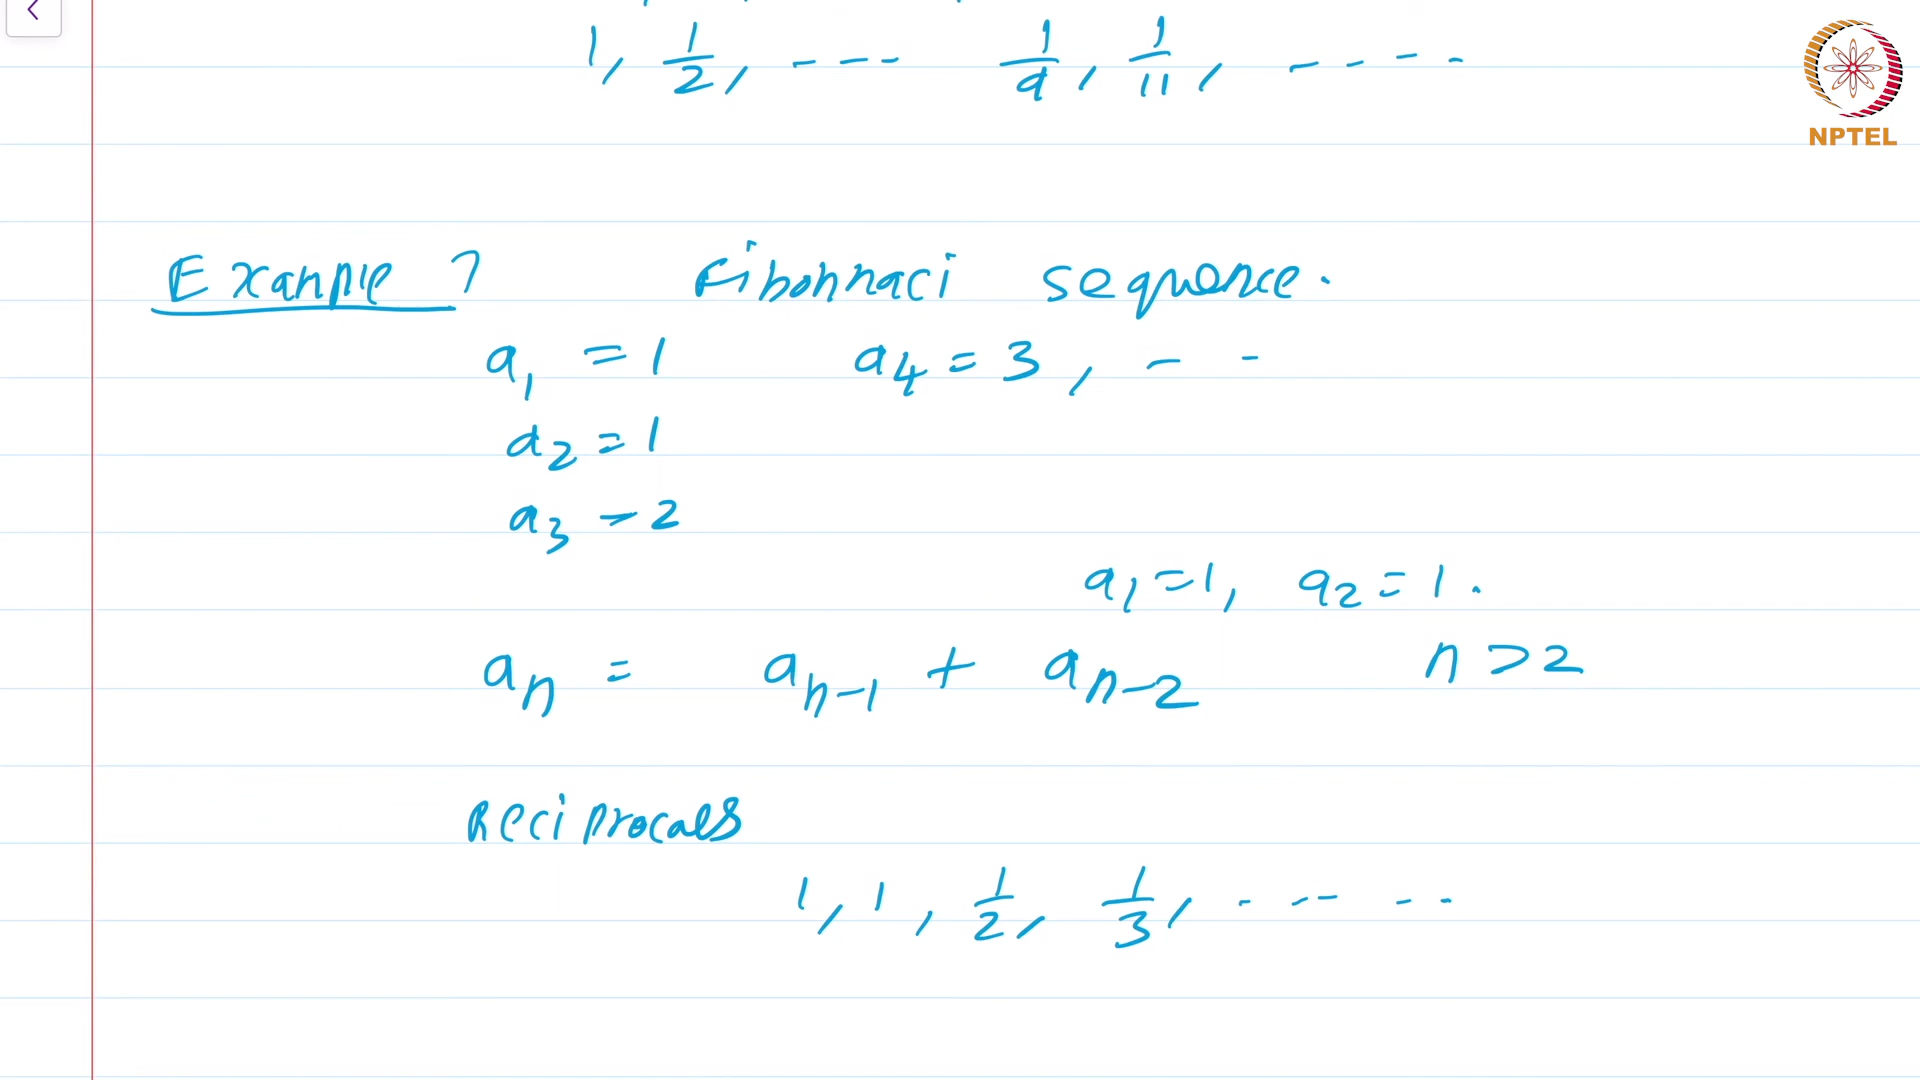 1, 1/2, - - - - 1/9, 1/11, - - - -
NPTEL
Example 7 Fibonnaci sequence.
a₁ = 1 a₄ = 3, - -
a₂ = 1
a₃ = 2
a₁ = 1, a₂ = 1.
aₙ = aₙ₋₁ + aₙ₋₂ n > 2
Reciprocals
1, 1, 1/2, 1/3, - - - - -